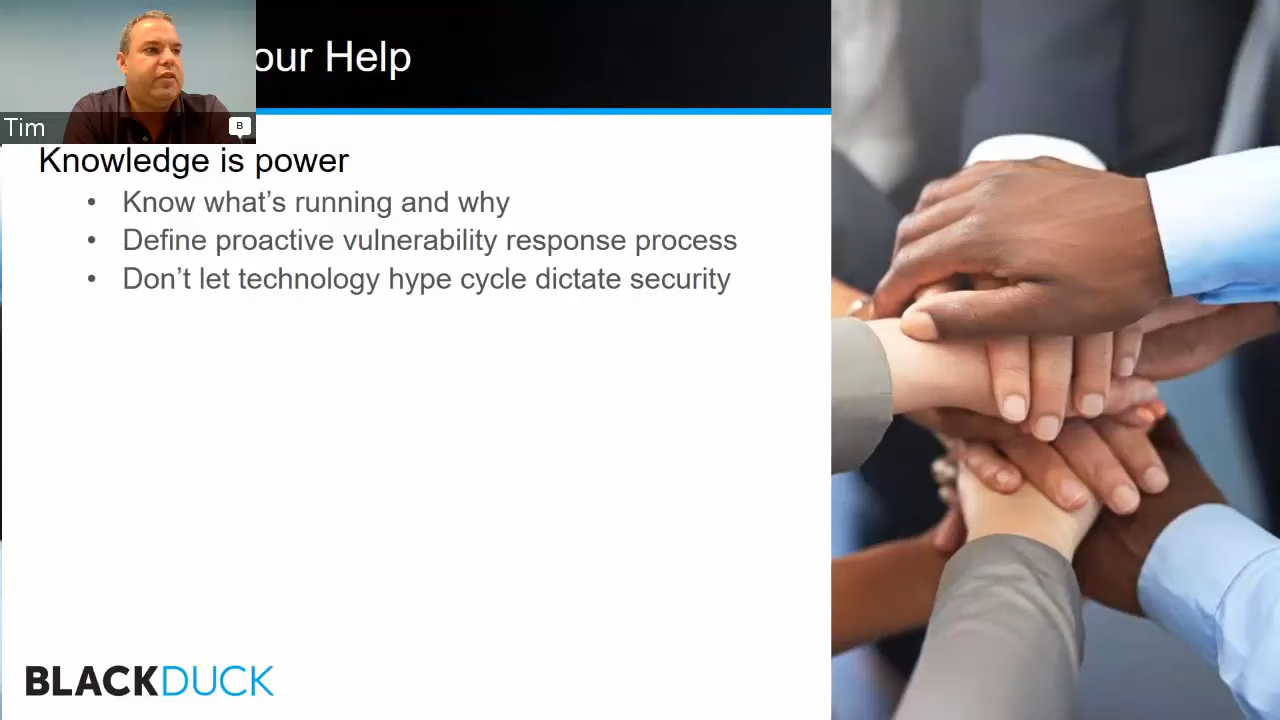 our Help
Tim
B
Knowledge is power
• Know what's running and why
• Define proactive vulnerability response process
• Don't let technology hype cycle dictate security
BLACKDUCK